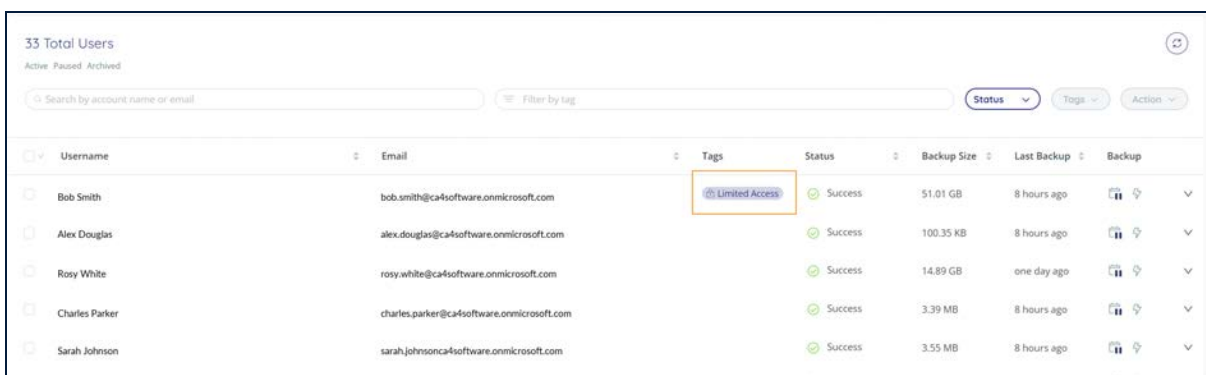 33 Total Users
Active Paused Archived
Search by account name or email Filter by tag Status Tags Action
Username Email Tags Status Backup Size Last Backup Backup
Bob Smith bob.smith@ca4software.onmicrosoft.com Limited Access Success 51.01 GB 8 hours ago
Alex Douglas alex.douglas@ca4software.onmicrosoft.com Success 100.35 KB 8 hours ago
Rosy White rosy.white@ca4software.onmicrosoft.com Success 14.89 GB one day ago
Charles Parker charles.parker@ca4software.onmicrosoft.com Success 3.39 MB 8 hours ago
Sarah Johnson sarah.johnsonca4software.onmicrosoft.com Success 3.55 MB 8 hours ago